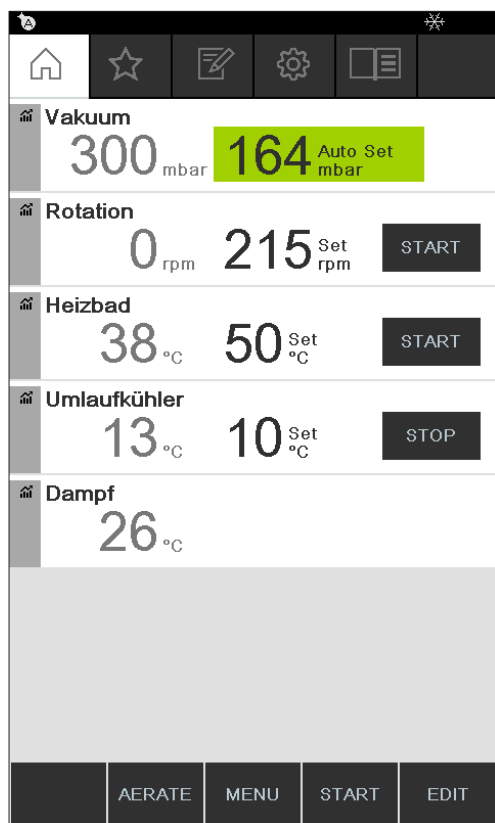 A
Vakuum
300 mbar 164 Auto Set mbar
Rotation
0 rpm 215 Set rpm START
Heizbad
38 °C 50 Set °C START
Umlaufkühler
13 °C 10 Set °C STOP
Dampf
26 °C
AERATE MENU START EDIT